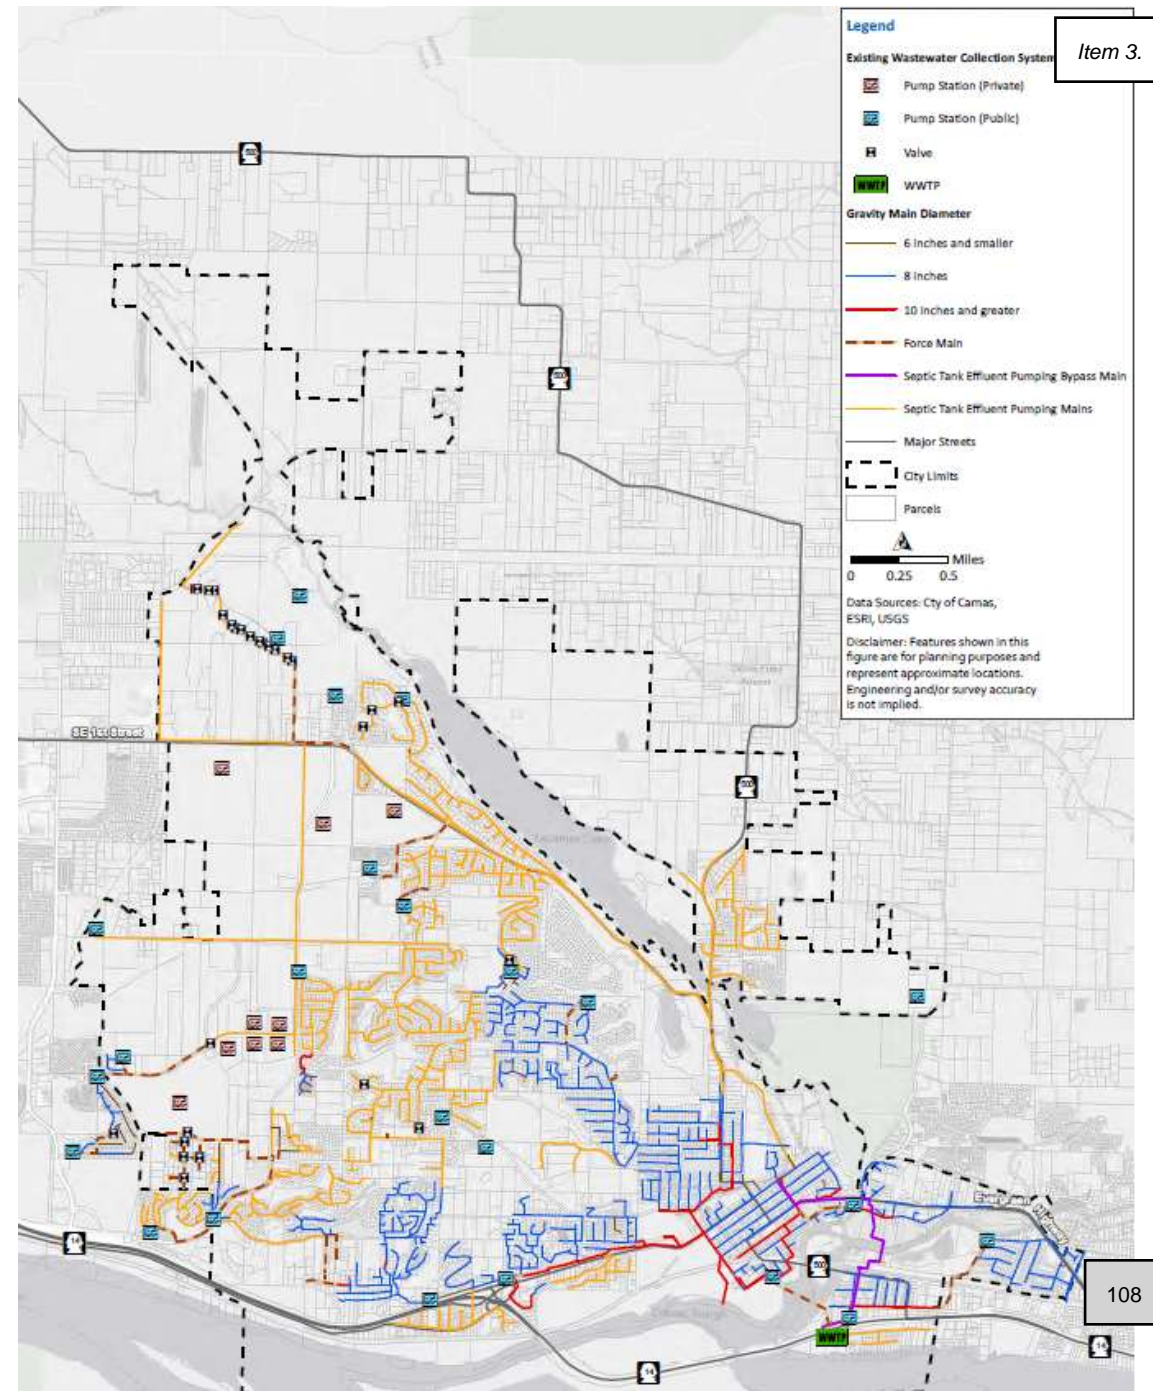 Legend
Item 3.
Existing Wastewater Collection System
Pump Station (Private)
Pump Station (Public)
Valve
WWTP WWTP
Gravity Main Diameter
6 inches and smaller
8 inches
10 inches and greater
Force Main
Septic Tank Effluent Pumping Bypass Main
Septic Tank Effluent Pumping Mains
Major Streets
City Limits
Parcels
Miles
0 0.25 0.5
Data Sources: Cty of Camas,
ESRI, USGS
Disclaimer: Features shown in this
figure are for planning purposes and
represent approximate locations.
Engineering and/or survey accuracy
is not implied.
500
500
SE 1st Street
500
14
500
WWTP
14
14
108